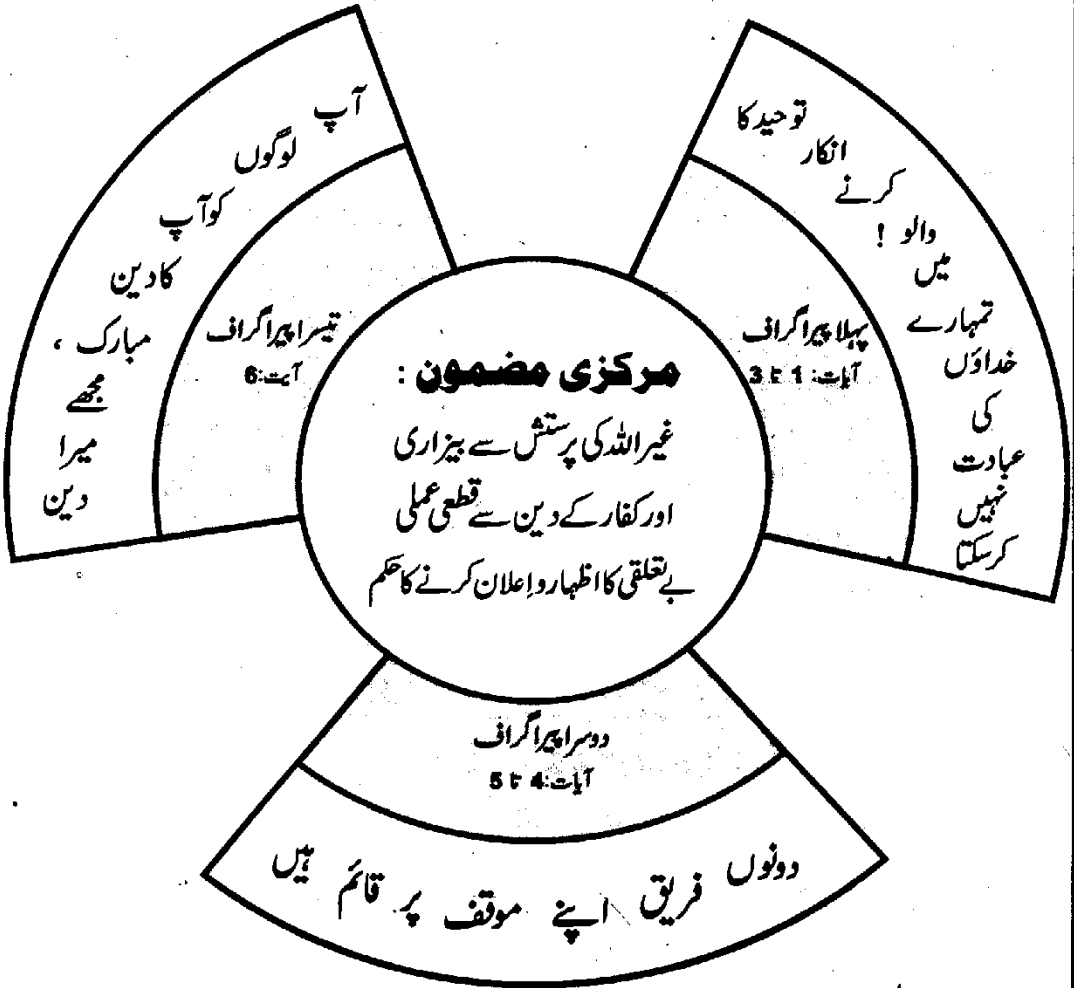 مرکزی مضمون :
غیر اللہ کی پرستش سے بیزاری
اور کفار کے دین سے قطعی عملی
بے تعلقی کا اظہار و اِعلان کرنے کا حکم
پہلا پیراگراف
آیات: 1 تا 3
توحید کا
انکار
کرنے
والو !
میں
تمہارے
خداؤں
کی
عبادت
نہیں
کرسکتا
دوسرا پیراگراف
آیات: 4 تا 5
دونوں فریق اپنے موقف پر قائم ہیں
تیسرا پیراگراف
آیت: 6
آپ
لوگوں
کو آپ
کا دین
مبارک ،
مجھے
میرا
دین